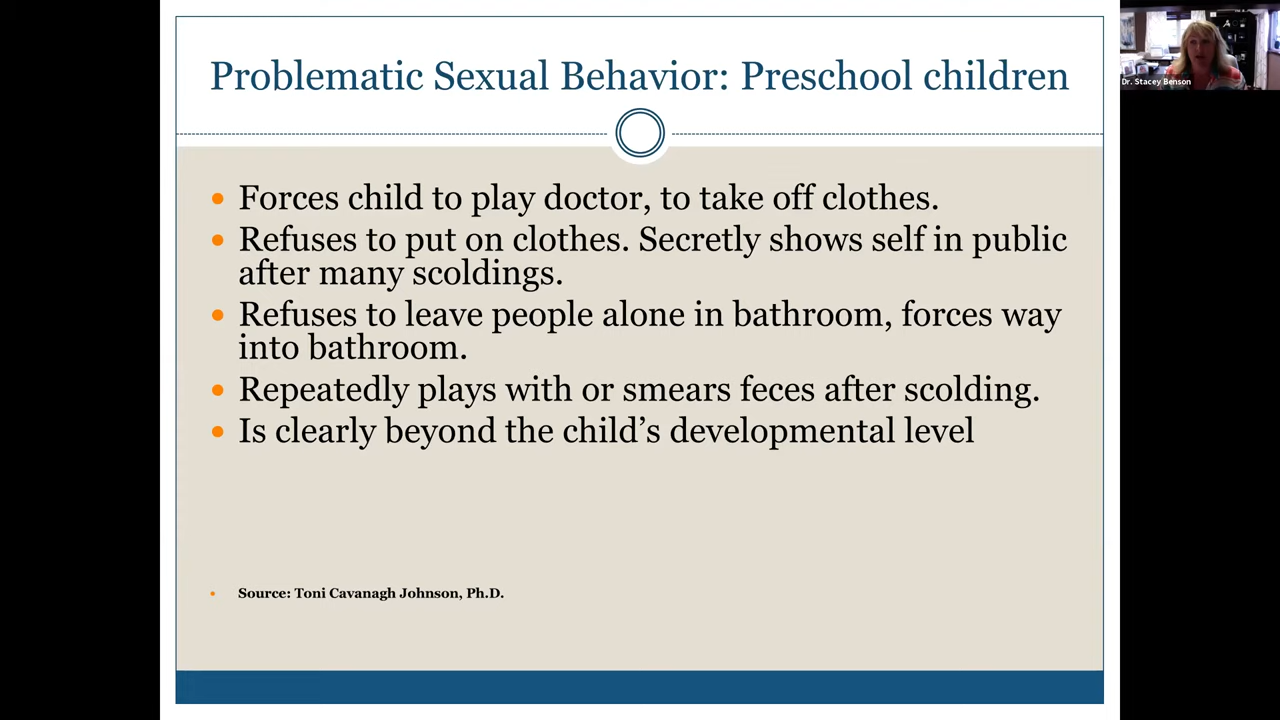 Problematic Sexual Behavior: Preschool children
Dr. Stacey Benson
• Forces child to play doctor, to take off clothes.
• Refuses to put on clothes. Secretly shows self in public
after many scoldings.
• Refuses to leave people alone in bathroom, forces way
into bathroom.
• Repeatedly plays with or smears feces after scolding.
• Is clearly beyond the child’s developmental level
• Source: Toni Cavanagh Johnson, Ph.D.